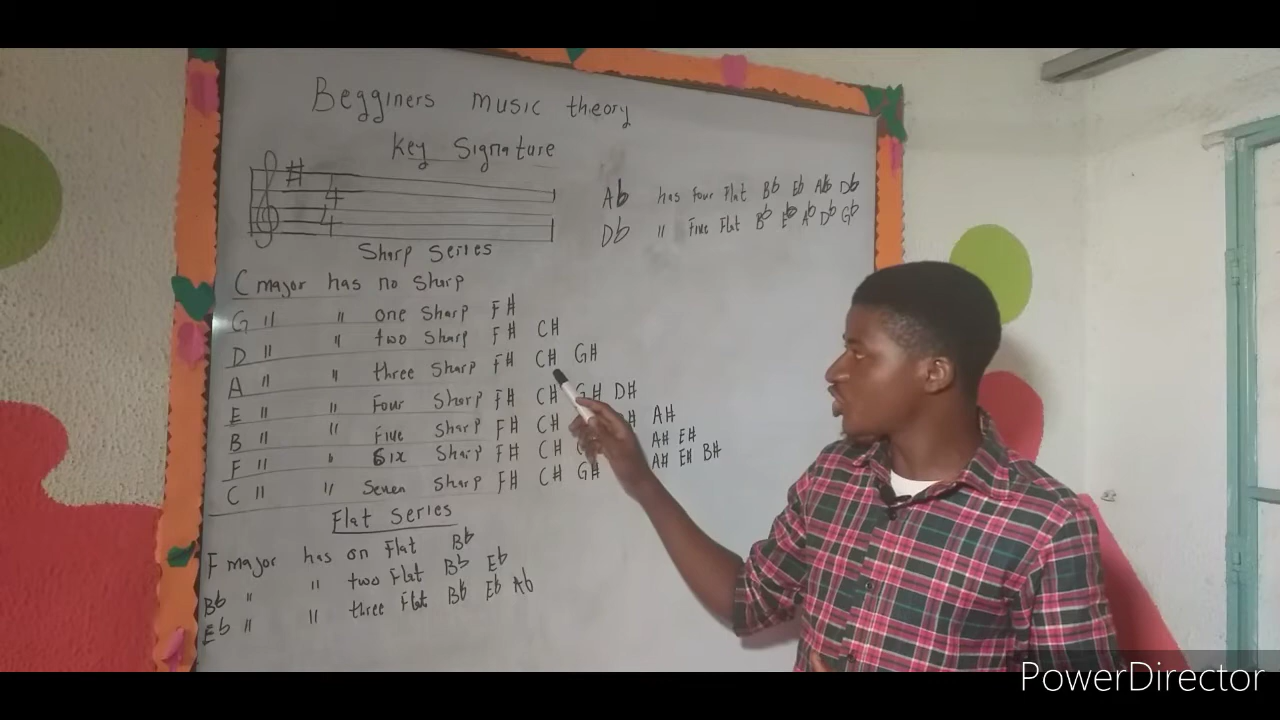 Begginers music theory
Key Signature
# 4
4
Sharp Series
C major has no Sharp
G " " one Sharp F#
D " " two Sharp F# C#
A " " three Sharp F# C# G#
E " " Four Sharp F# C# G# D#
B " " Five Sharp F# C# A#
F " " Six Sharp F# C# A# E#
C " " Seven Sharp F# C# G# A# E# B#
Flat Series
F major has on Flat Bb
Bb " " two Flat Bb Eb
Eb " " three Flat Bb Eb Ab
Ab has four Flat Bb Eb Ab Db
Db " Five Flat Bb Eb Ab Db Gb
PowerDirector